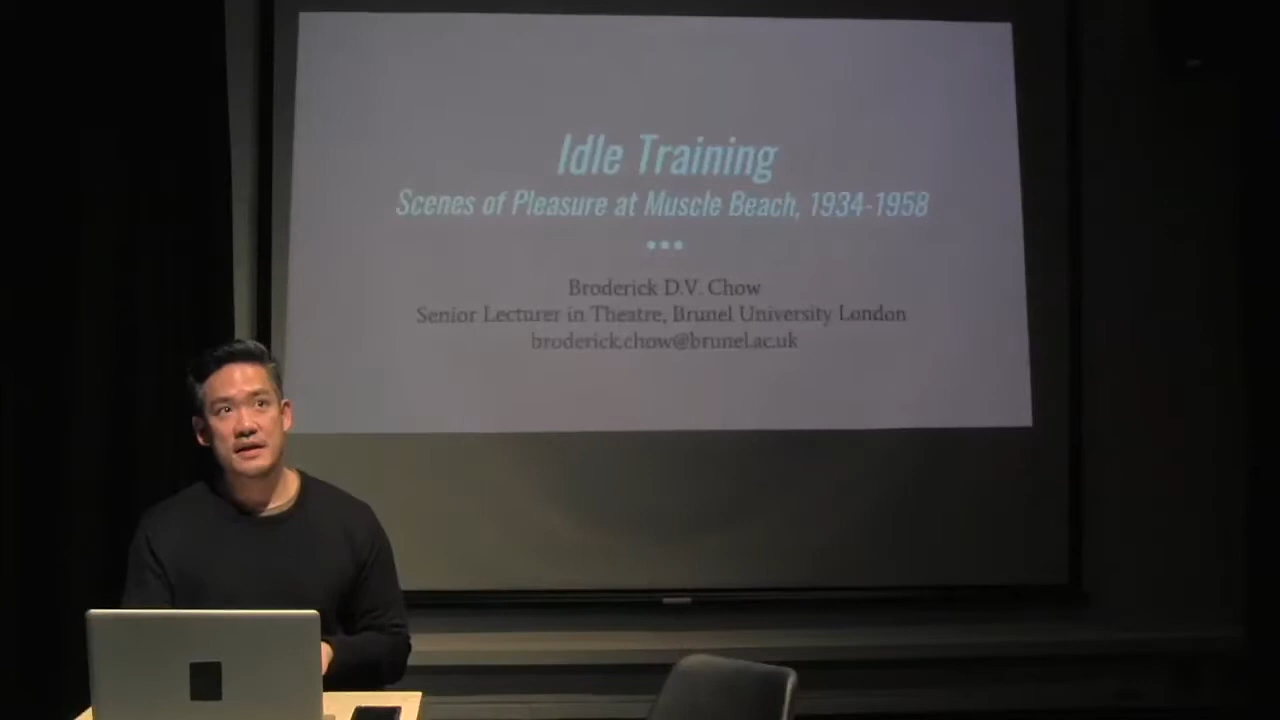 Idle Training
Scenes of Pleasure at Muscle Beach, 1934-1958
Broderick D.V. Chow
Senior Lecturer in Theatre, Brunel University London
broderick.chow@brunel.ac.uk